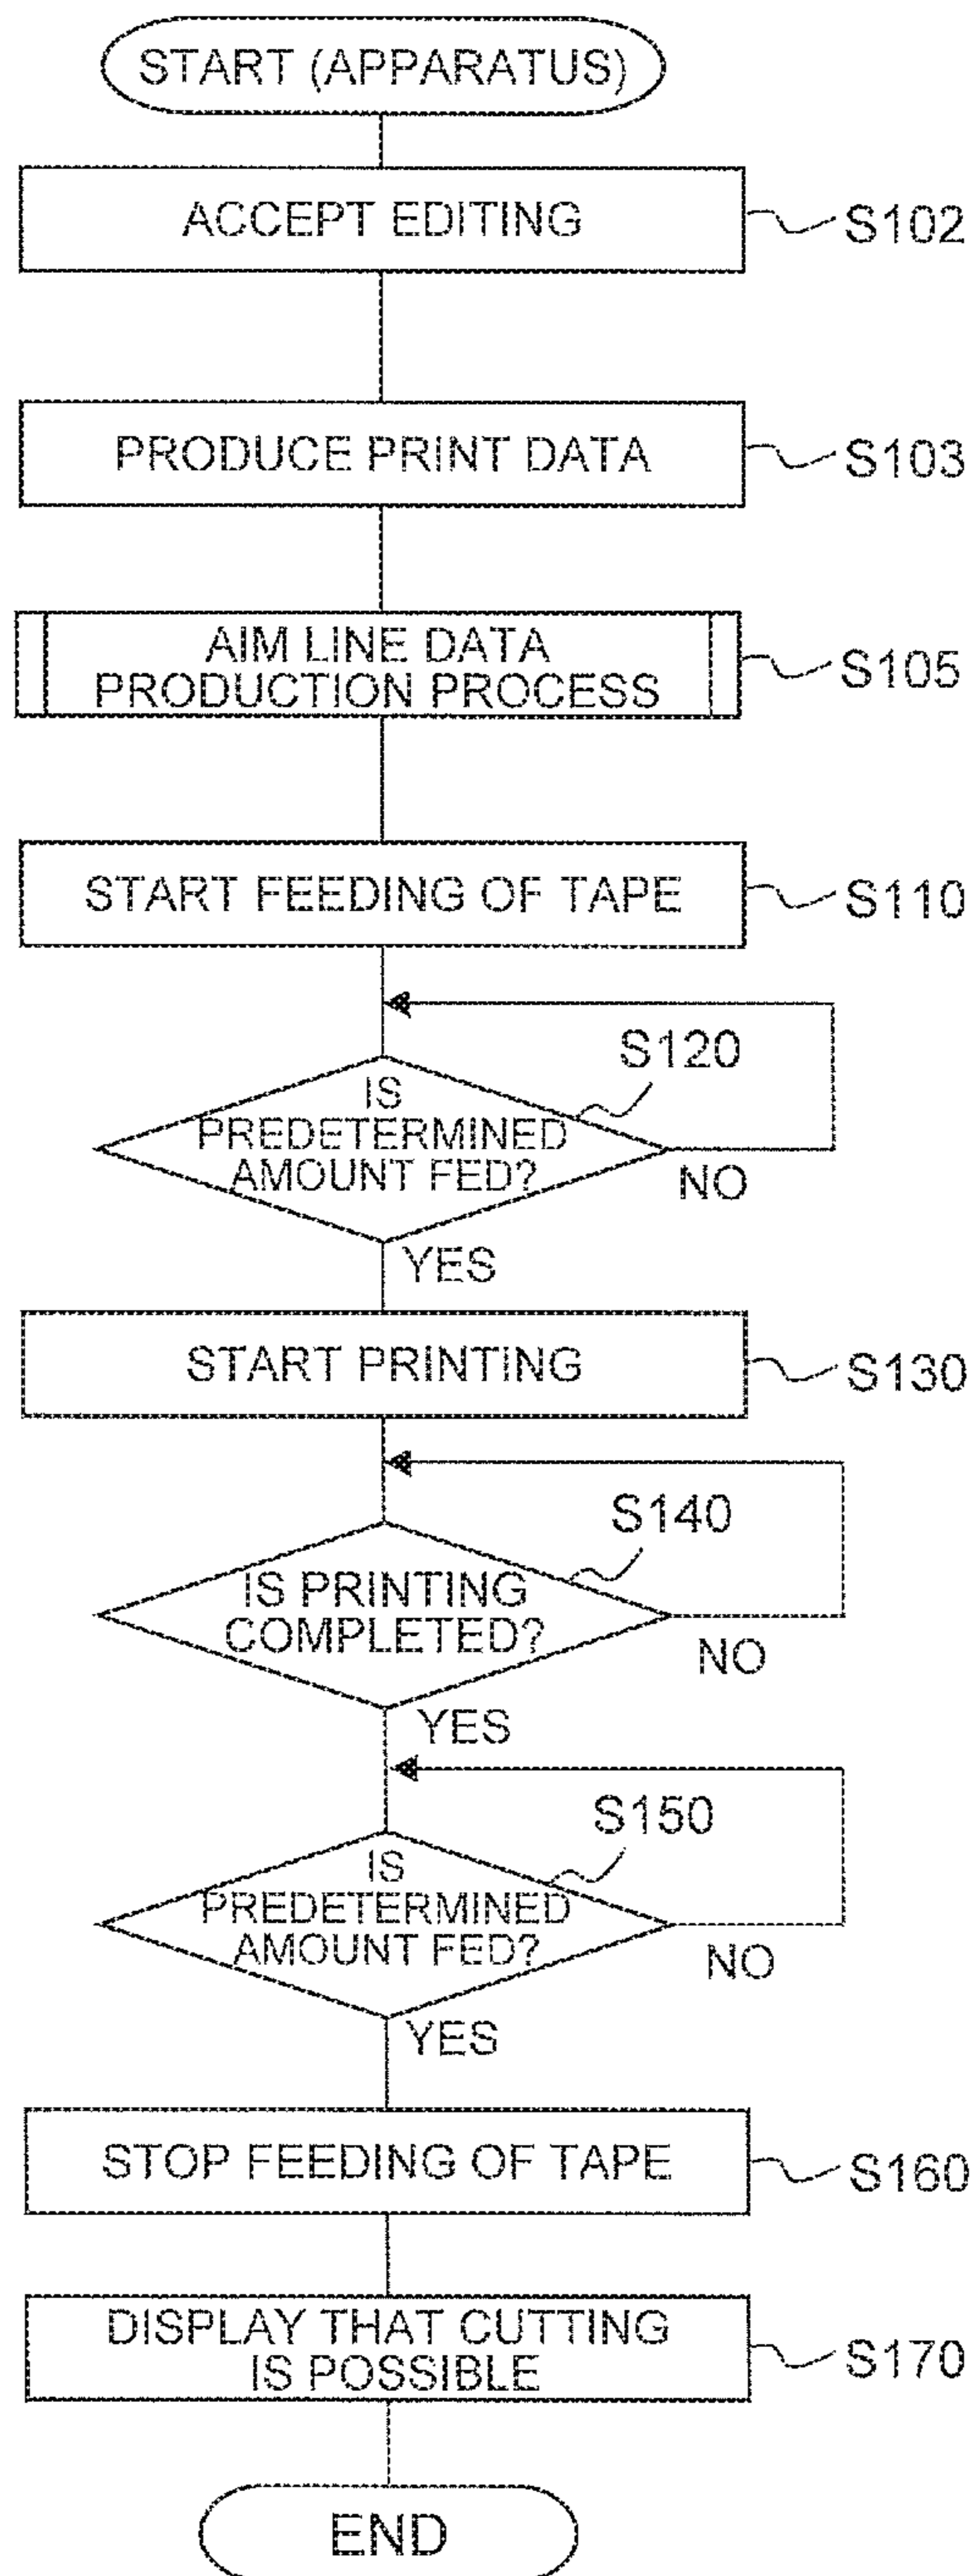 START (APPARATUS)
ACCEPT EDITING
S102
PRODUCE PRINT DATA
S103
AIM LINE DATA
PRODUCTION PROCESS
S105
START FEEDING OF TAPE
S110
S120
IS
PREDETERMINED
AMOUNT FED?
NO
YES
START PRINTING
S130
S140
IS PRINTING
COMPLETED?
NO
YES
S150
IS
PREDETERMINED
AMOUNT FED?
NO
YES
STOP FEEDING OF TAPE
S160
DISPLAY THAT CUTTING
IS POSSIBLE
S170
END